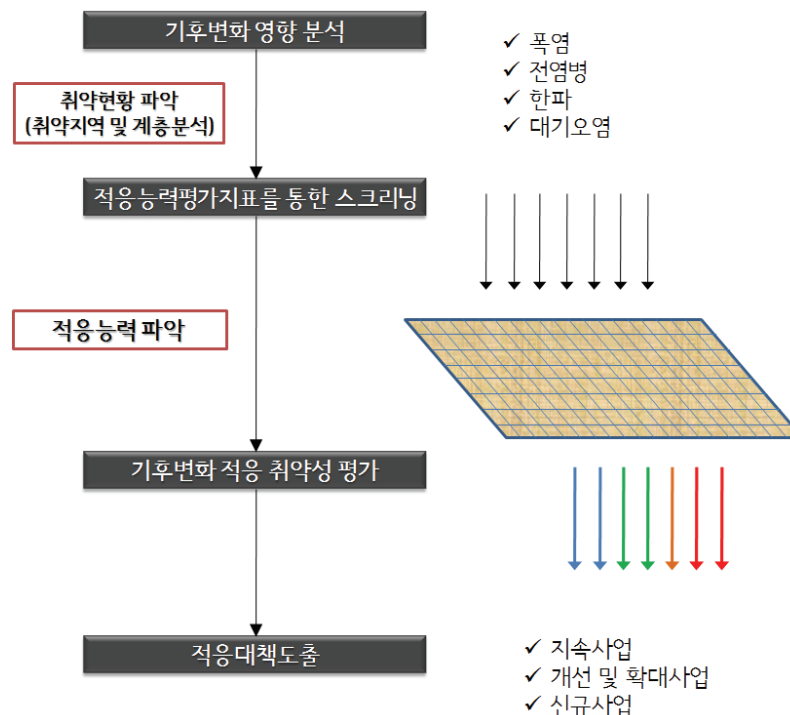 기후변화 영향 분석
취약현황 파악
(취약지역 및 계층분석)
✓ 폭염
✓ 전염병
✓ 한파
✓ 대기오염
적응능력평가지표를 통한 스크리닝
적응능력 파악
기후변화 적응 취약성 평가
적응대책도출
✓ 지속사업
✓ 개선 및 확대사업
✓ 신규사업